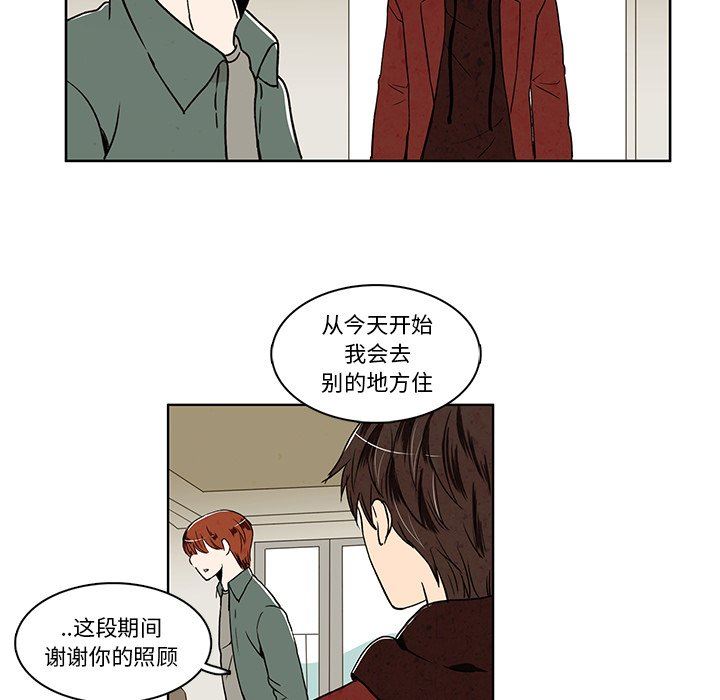 从今天开始
我会去
别的地方住
..这段期间
谢谢你的照顾